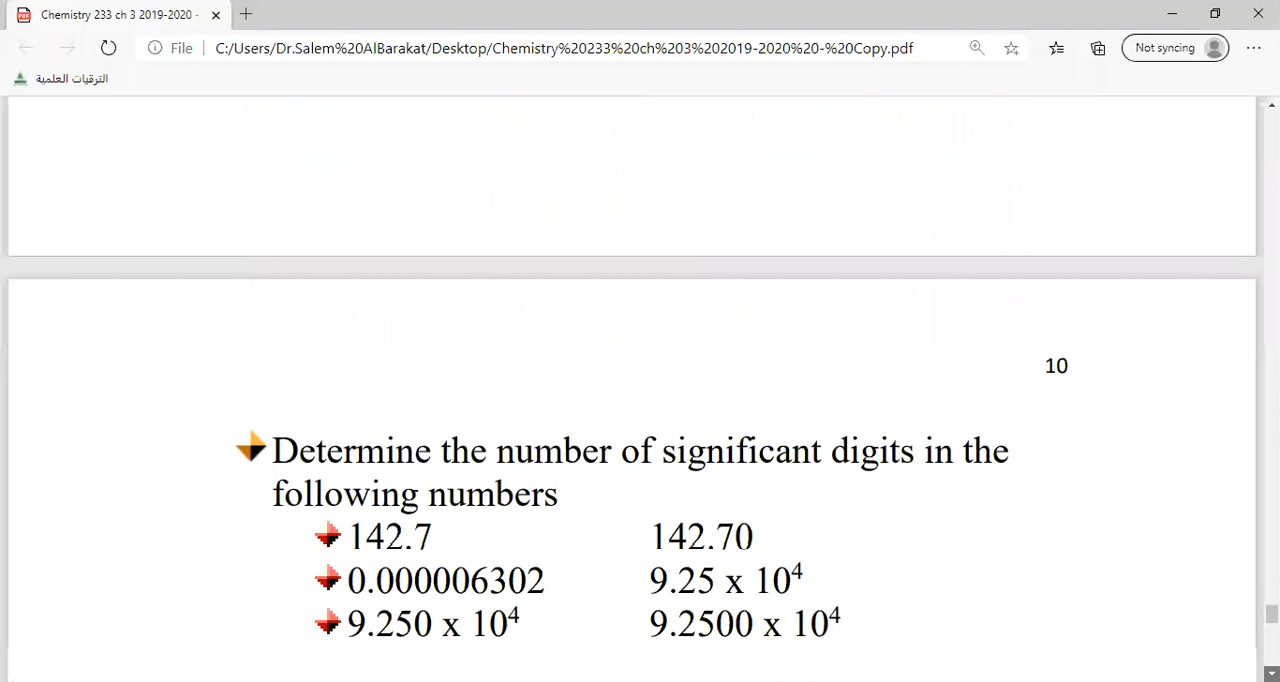 Chemistry 233 ch 3 2019-2020 -
File C:/Users/Dr.Salem%20AlBarakat/Desktop/Chemistry%20233%20ch%203%202019-2020%20-%20Copy.pdf Not syncing
الترقيات العلمية
10
Determine the number of significant digits in the
following numbers
142.7 142.70
0.000006302 9.25 x 10⁴
9.250 x 10⁴ 9.2500 x 10⁴